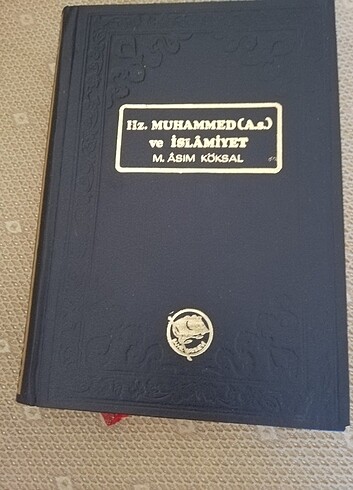 Hz. MUHAMMED (A.s.)
ve İSLÂMİYET
M. ÂSIM KÖKSAL